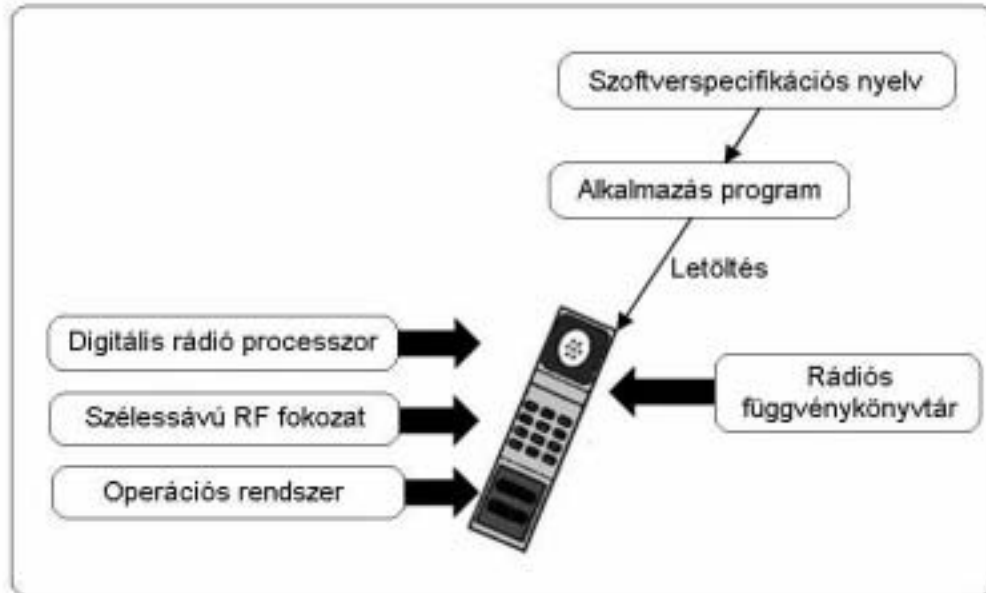 Szoftverspecifikációs nyelv
Alkalmazás program
Letöltés
Digitális rádió processzor
Szélessávú RF fokozat
Operációs rendszer
Rádiós
függvénykönyvtár